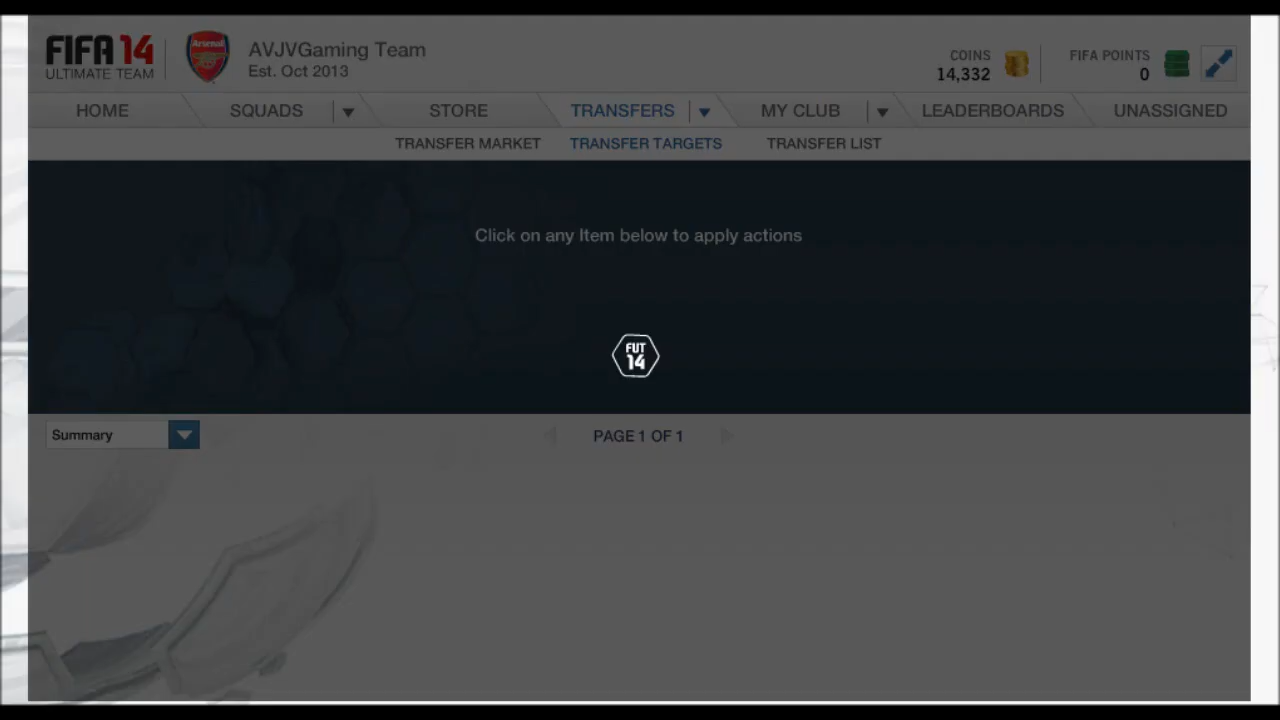 FIFA 14
ULTIMATE TEAM
Arsenal
AVJVGaming Team
Est. Oct 2013
COINS
14,332
FIFA POINTS
0
HOME
SQUADS
STORE
TRANSFERS
MY CLUB
LEADERBOARDS
UNASSIGNED
TRANSFER MARKET
TRANSFER TARGETS
TRANSFER LIST
Click on any Item below to apply actions
FUT
14
Summary
PAGE 1 OF 1